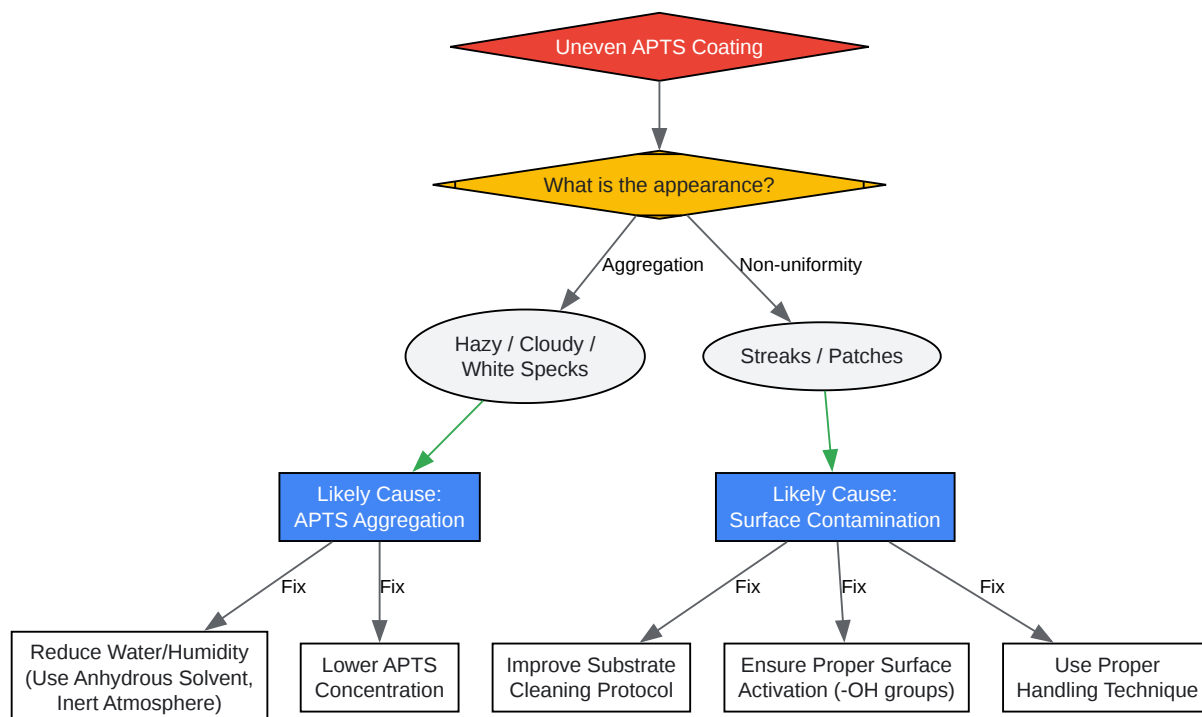 Uneven APTS Coating
What is the appearance?
Aggregation
Non-uniformity
Hazy / Cloudy /
White Specks
Streaks / Patches
Likely Cause:
APTS Aggregation
Likely Cause:
Surface Contamination
Fix
Fix
Fix
Fix
Fix
Reduce Water/Humidity
(Use Anhydrous Solvent,
Inert Atmosphere)
Lower APTS
Concentration
Improve Substrate
Cleaning Protocol
Ensure Proper Surface
Activation (-OH groups)
Use Proper
Handling Technique